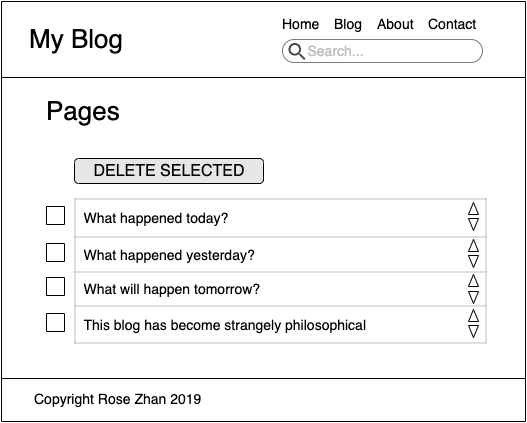 My Blog
Home Blog About Contact
Search...
Pages
DELETE SELECTED
What happened today?
What happened yesterday?
What will happen tomorrow?
This blog has become strangely philosophical
Copyright Rose Zhan 2019